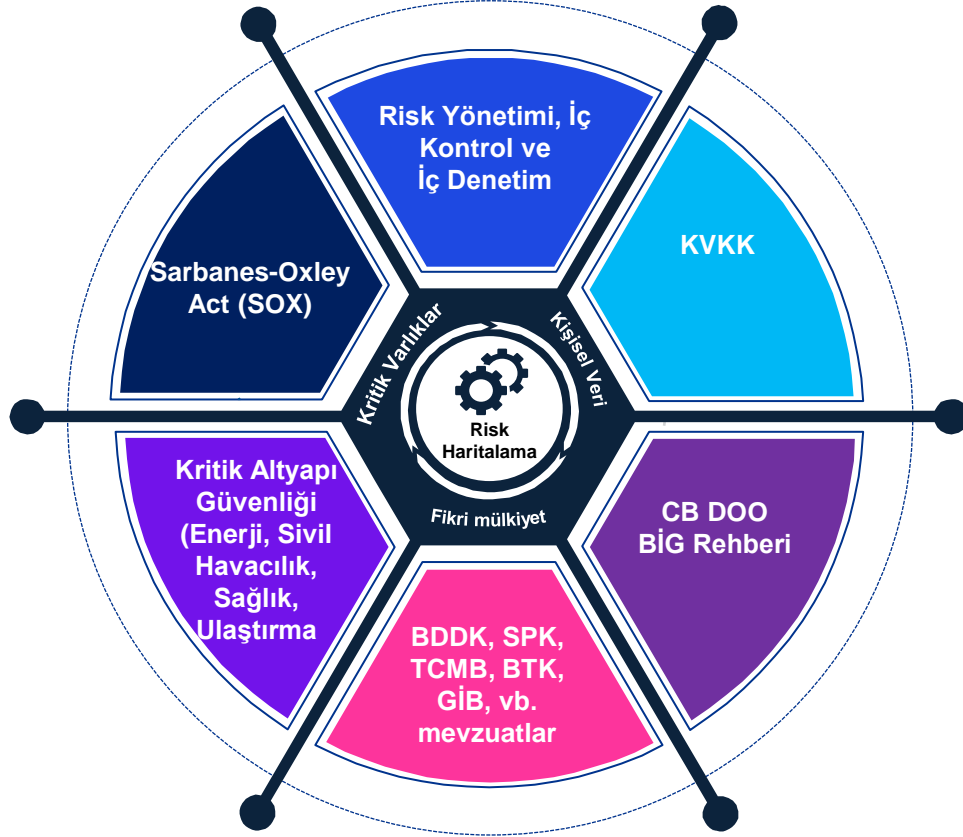 Risk Yönetimi, İç
Kontrol ve
İç Denetim
KVKK
CB DOO
BİG Rehberi
BDDK, SPK,
TCMB, BTK,
GİB, vb.
mevzuatlar
Kritik Altyapı
Güvenliği
(Enerji, Sivil
Havacılık,
Sağlık,
Ulaştırma
Sarbanes-Oxley
Act (SOX)
Kritik Varlıklar
Kişisel Veri
Fikri mülkiyet
Risk
Haritalama